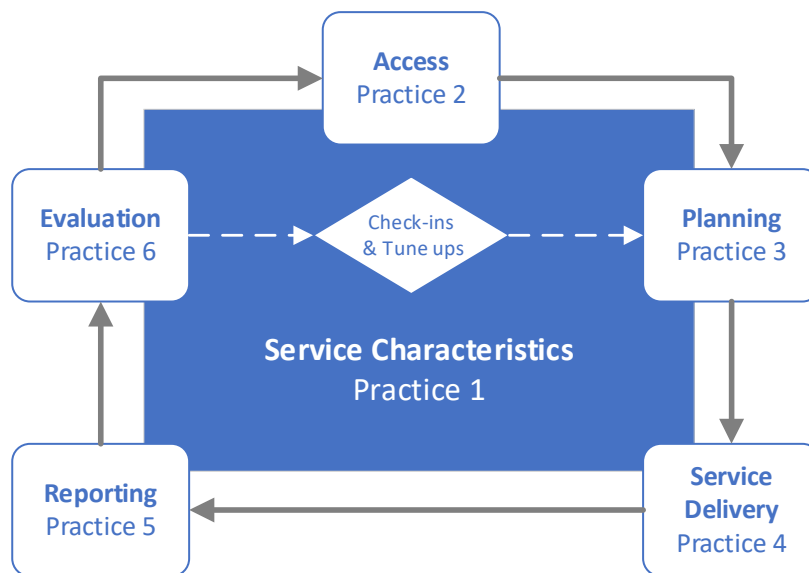 Access
Practice 2
Evaluation
Practice 6
Check-ins
& Tune ups
Planning
Practice 3
Service Characteristics
Practice 1
Reporting
Practice 5
Service
Delivery
Practice 4